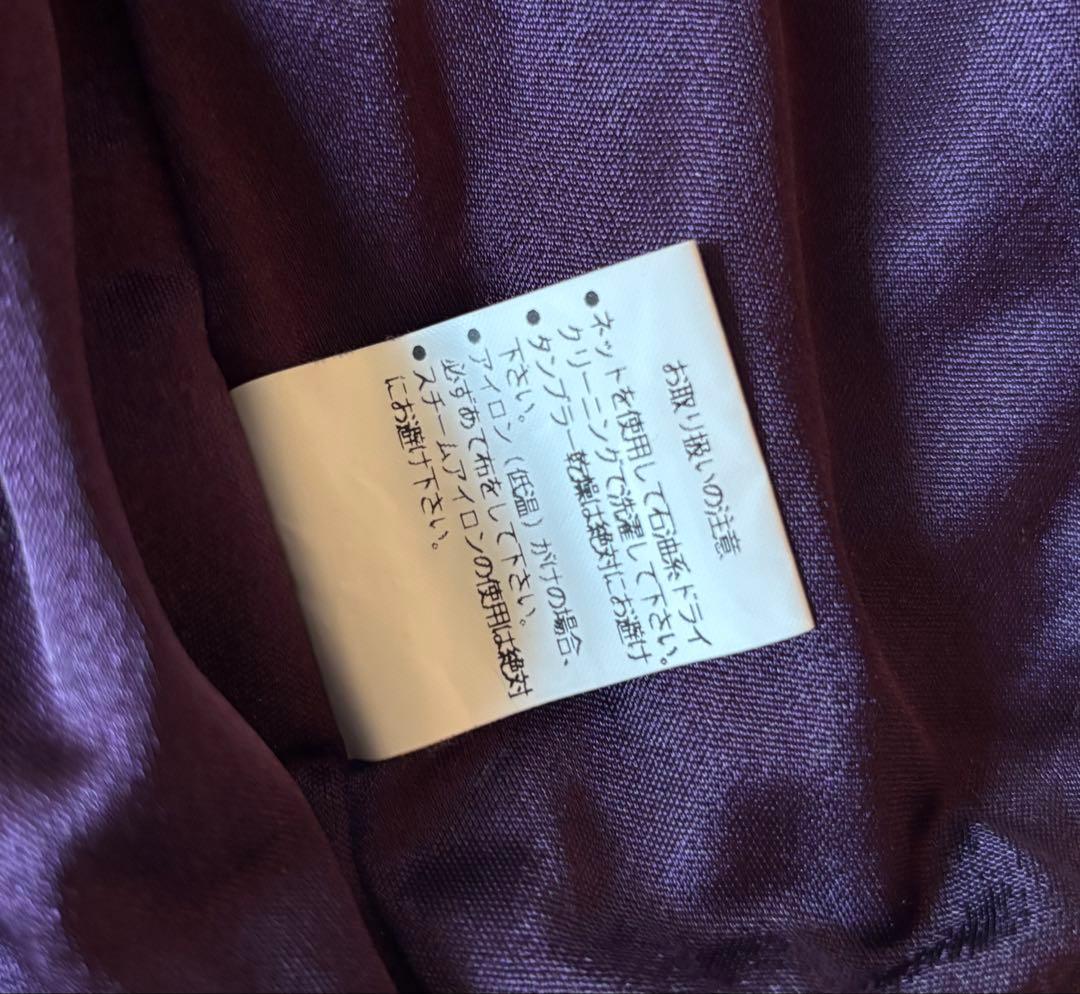 お取り扱いの注意
●ネットを使用して石油系ドライ
クリーニングで洗濯して下さい。
●タンブラー乾燥は絶対にお避け
下さい。
●アイロン（低温）がけの場合、
必ずあて布をして下さい。
●スチームアイロンの使用は絶対
にお避け下さい。